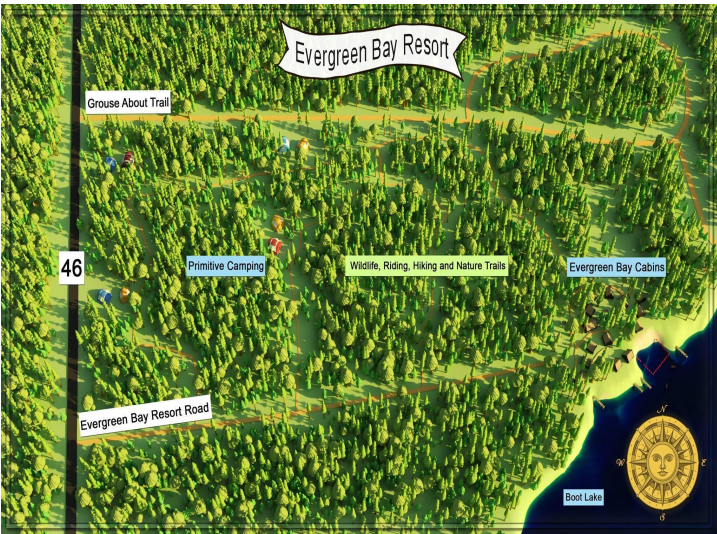 Evergreen Bay Resort
Grouse About Trail
46
Primitive Camping
Wildlife, Riding, Hiking and Nature Trails
Evergreen Bay Cabins
Evergreen Bay Resort Road
N
W
E
S
Boot Lake